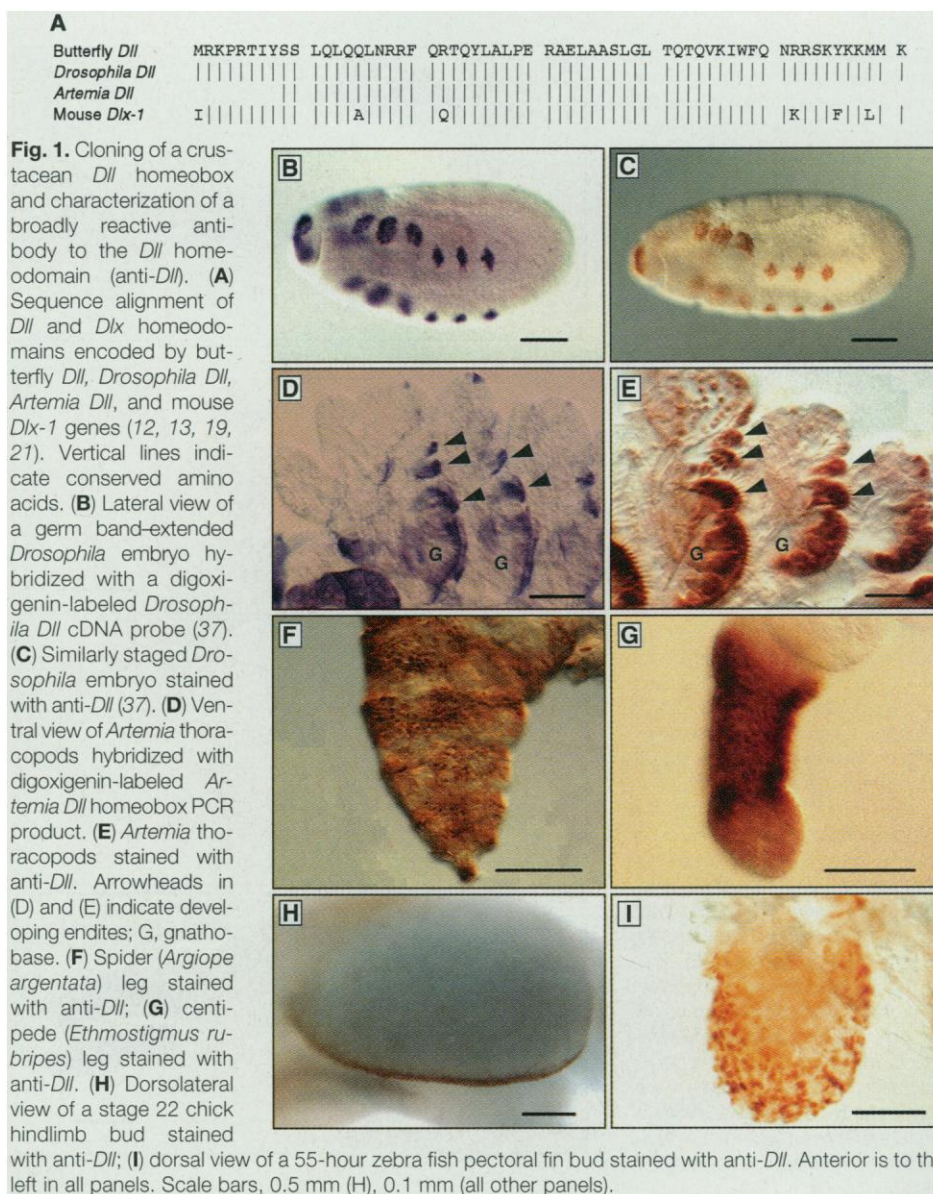 A
Butterfly Dll MRKPRTIYSS LQLQQLNRRF QRTQYLALPE RAELAASLGL TQTQVKIWFQ NRRSKYKKMM K
Drosophila Dll |||||||||| |||||||||| |||||||||| |||||||||| |||||||||| |||||||||| |
Artemia Dll || |||||||||| |||||||||| |||||||||| |||||
Mouse Dlx-1 I||||||||| ||||A||||| |Q|||||||| |||||||||| |||||||||| ||K|||Y||L| |
Fig. 1. Cloning of a crus-
tacean Dll homeobox
and characterization of a
broadly reactive anti-
body to the Dll home-
odomain (anti-Dll). (A)
Sequence alignment of
Dll and Dlx homeodo-
mains encoded by but-
terfly Dll, Drosophila Dll,
Artemia Dll, and mouse
Dlx-1 genes (12, 13, 19,
21). Vertical lines indi-
cate conserved amino
acids. (B) Lateral view of
a germ band–extended
Drosophila embryo hy-
bridized with a digoxi-
genin-labeled Drosoph-
ila Dll cDNA probe (37).
(C) Similarly staged Dro-
sophila embryo stained
with anti-Dll (37). (D) Ven-
tral view of Artemia thora-
copods hybridized with
digoxigenin-labeled Ar-
temia Dll homeobox PCR
product. (E) Artemia tho-
racopods stained with
anti-Dll. Arrowheads in
(D) and (E) indicate devel-
oping endites; G, gnatho-
base. (F) Spider (Argiope
argentata) leg stained
with anti-Dll; (G) centi-
pede (Ethmostigmus ru-
bripes) leg stained with
anti-Dll. (H) Dorsolateral
view of a stage 22 chick
hindlimb bud stained
with anti-Dll; (I) dorsal view of a 55-hour zebra fish pectoral fin bud stained with anti-Dll. Anterior is to th
left in all panels. Scale bars, 0.5 mm (H), 0.1 mm (all other panels).
B
C
D
G
G
E
G
G
F
G
H
I